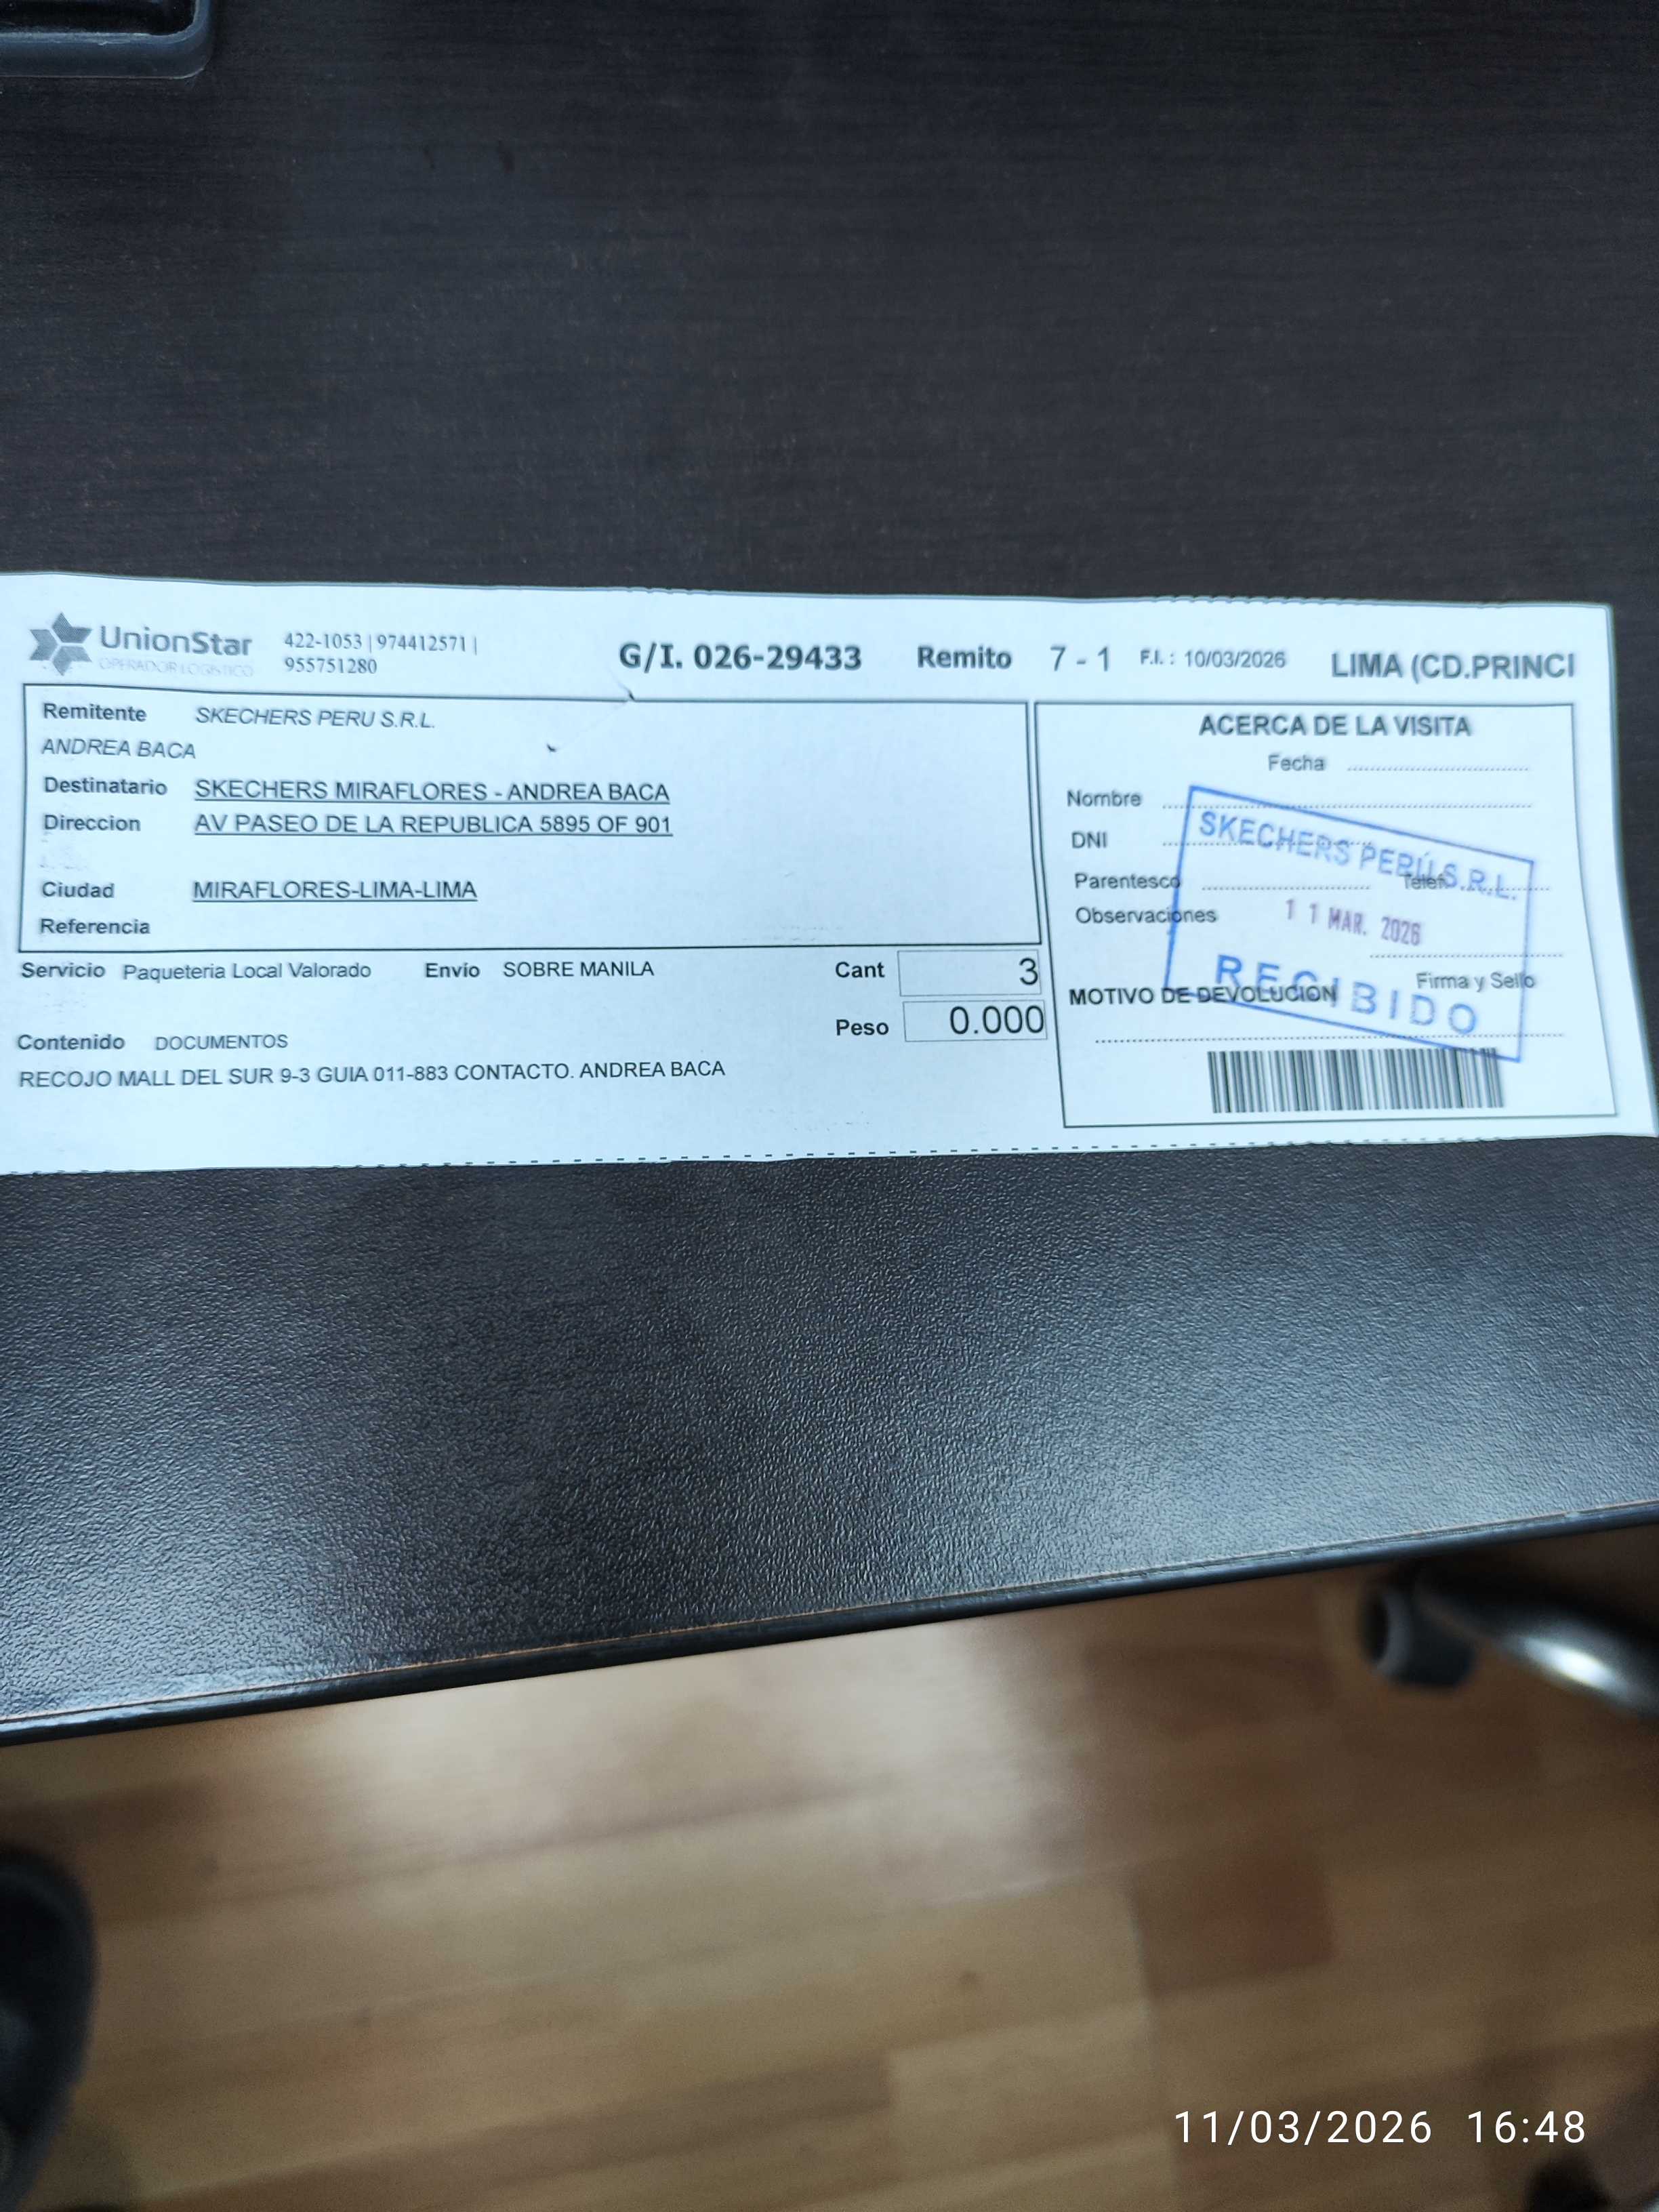 UnionStar
OPERADOR LOGISTICO
422-1053 | 974412571 |
955751280
G/I. 026-29433 Remito 7 - 1 F.I. : 10/03/2026 LIMA (CD.PRINCI
Remitente SKECHERS PERU S.R.L.
ANDREA BACA
Destinatario SKECHERS MIRAFLORES - ANDREA BACA
Direccion AV PASEO DE LA REPUBLICA 5895 OF 901
Ciudad MIRAFLORES-LIMA-LIMA
Referencia
Servicio Paqueteria Local Valorado Envío SOBRE MANILA Cant 3
Peso 0.000
Contenido DOCUMENTOS
RECOJO MALL DEL SUR 9-3 GUIA 011-883 CONTACTO. ANDREA BACA
ACERCA DE LA VISITA
Fecha
Nombre
DNI
Parentesco Telef.
Observaciones
Firma y Sello
MOTIVO DE DEVOLUCION
SKECHERS PERÚ S.R.L.
11 MAR. 2026
RECIBIDO
11/03/2026 16:48